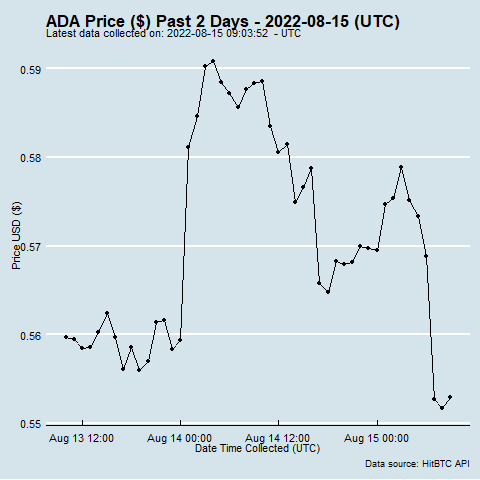 ADA Price ($) Past 2 Days - 2022-08-15 (UTC)
Latest data collected on: 2022-08-15 09:03:52 - UTC
0.59
0.58
0.57
0.56
0.55
Price USD ($)
Aug 13 12:00 Aug 14 00:00 Aug 14 12:00 Aug 15 00:00
Date Time Collected (UTC)
Data source: HitBTC API